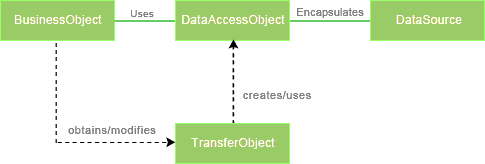 BusinessObject
Uses
DataAccessObject
Encapsulates
DataSource
creates/uses
obtains/modifies
TransferObject